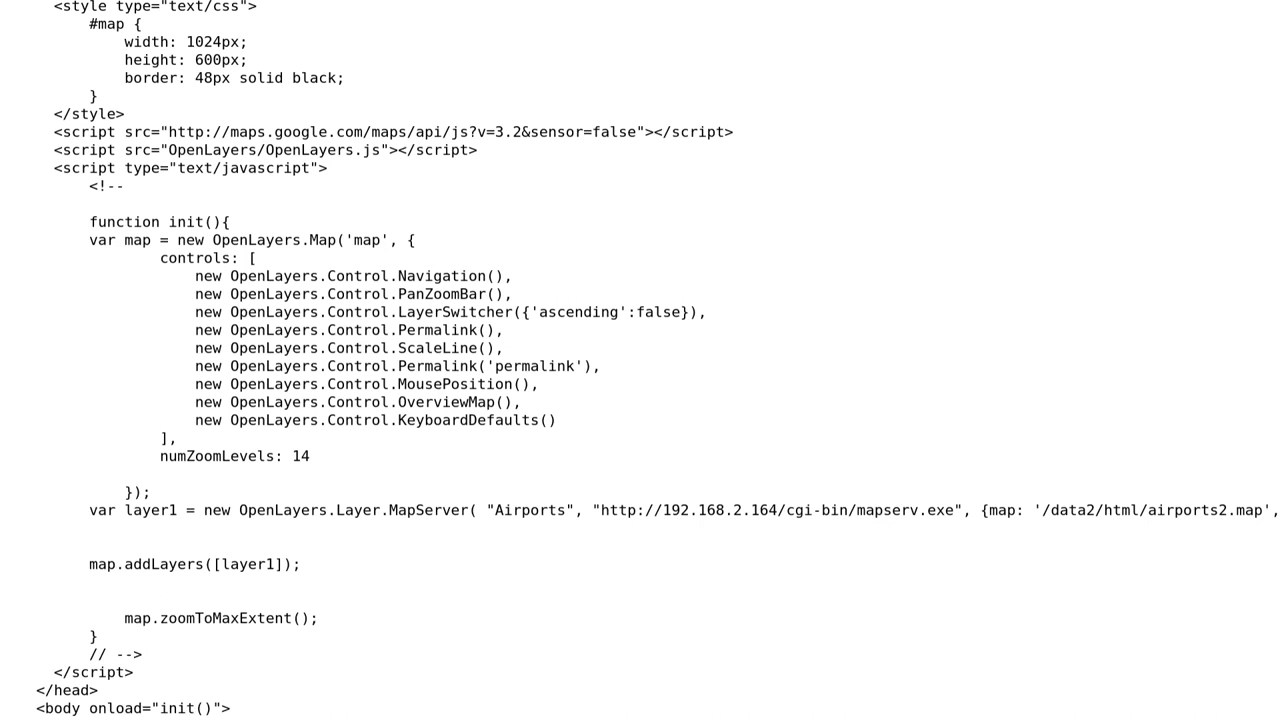 <style type="text/css">
#map {
width: 1024px;
height: 600px;
border: 48px solid black;
}
</style>
<script src="http://maps.google.com/maps/api/js?v=3.2&sensor=false"></script>
<script src="OpenLayers/OpenLayers.js"></script>
<script type="text/javascript">
<!--
function init(){
var map = new OpenLayers.Map('map', {
controls: [
new OpenLayers.Control.Navigation(),
new OpenLayers.Control.PanZoomBar(),
new OpenLayers.Control.LayerSwitcher({'ascending':false}),
new OpenLayers.Control.Permalink(),
new OpenLayers.Control.ScaleLine(),
new OpenLayers.Control.Permalink('permalink'),
new OpenLayers.Control.MousePosition(),
new OpenLayers.Control.OverviewMap(),
new OpenLayers.Control.KeyboardDefaults()
],
numZoomLevels: 14
});
var layer1 = new OpenLayers.Layer.MapServer( "Airports", "http://192.168.2.164/cgi-bin/mapserv.exe", {map: '/data2/html/airports2.map',
map.addLayers([layer1]);
map.zoomToMaxExtent();
}
// -->
</script>
</head>
<body onload="init()">